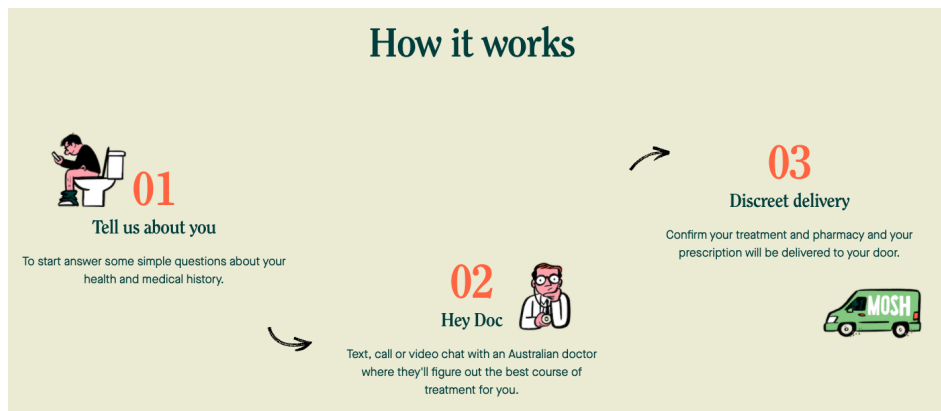 How it works
01
Tell us about you
To start answer some simple questions about your
health and medical history.
02
Hey Doc
Text, call or video chat with an Australian doctor
where they'll figure out the best course of
treatment for you.
03
Discreet delivery
Confirm your treatment and pharmacy and your
prescription will be delivered to your door.
MOSH